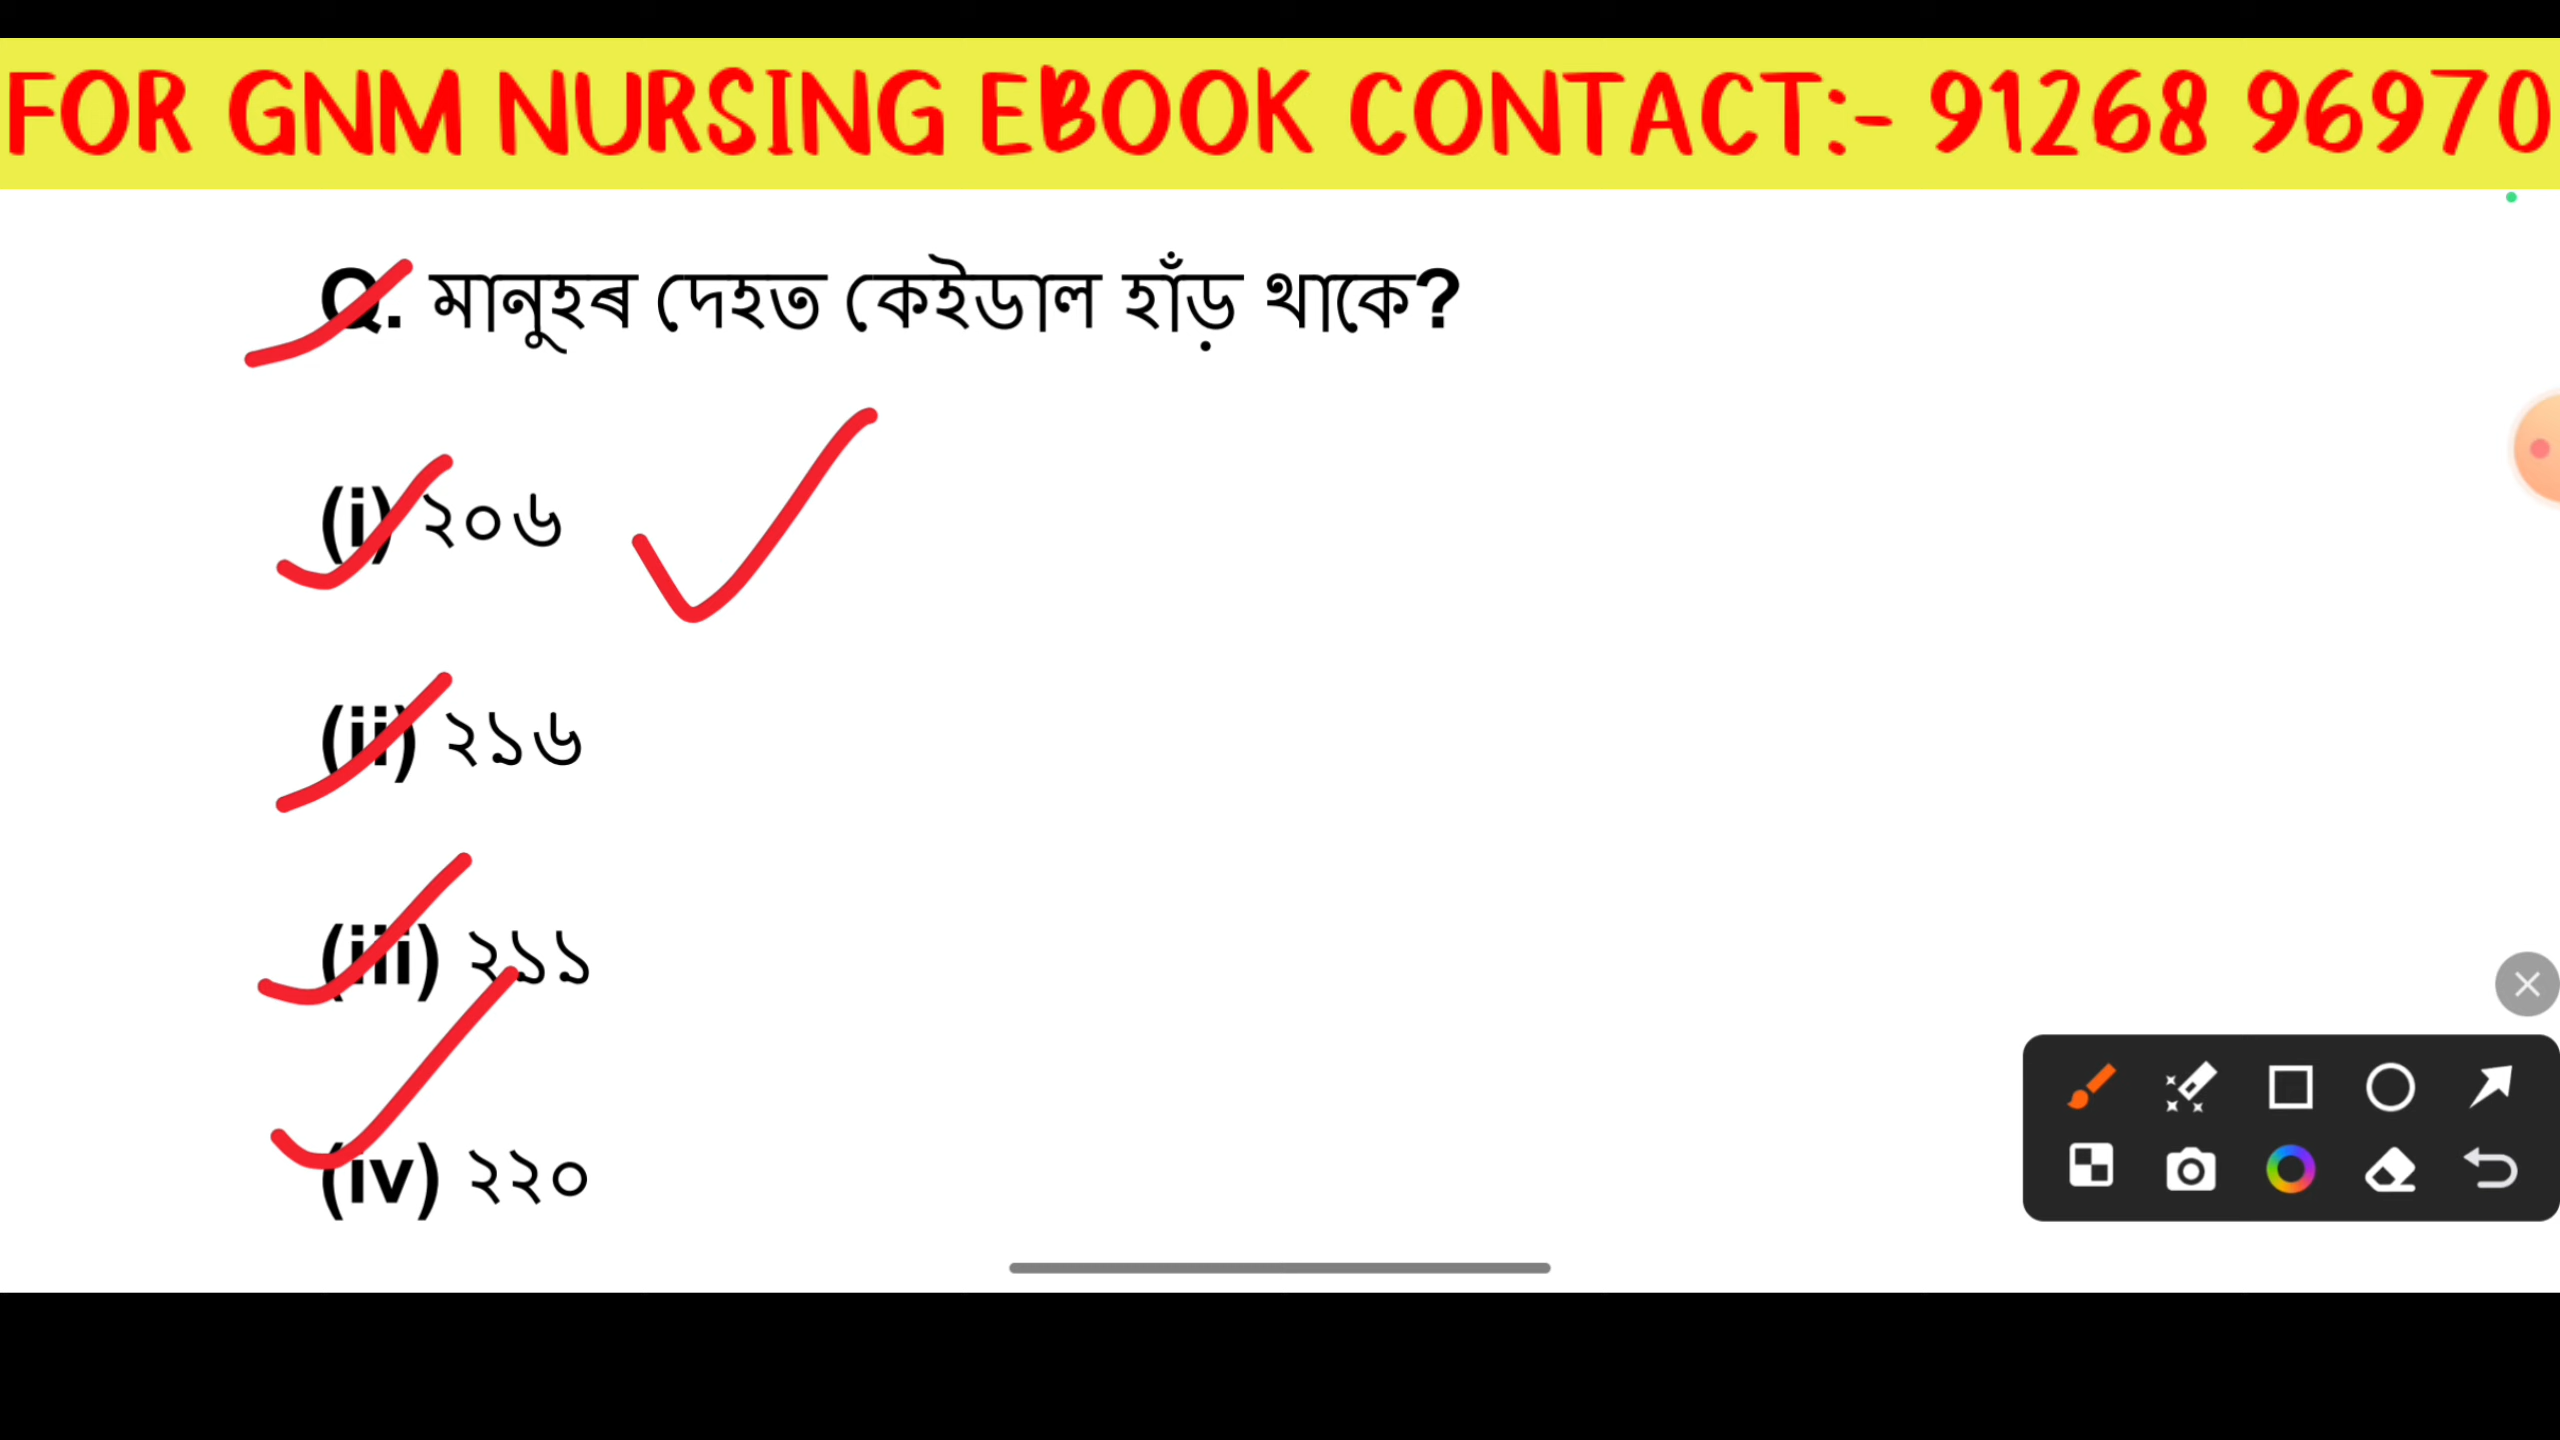 FOR GNM NURSING EBOOK CONTACT:- 91268 96970
Q. মানুহৰ দেহত কেইডাল হাঁড় থাকে?
(i) ২০৬
(ii) ২১৬
(iii) ২১১
(iv) ২২০